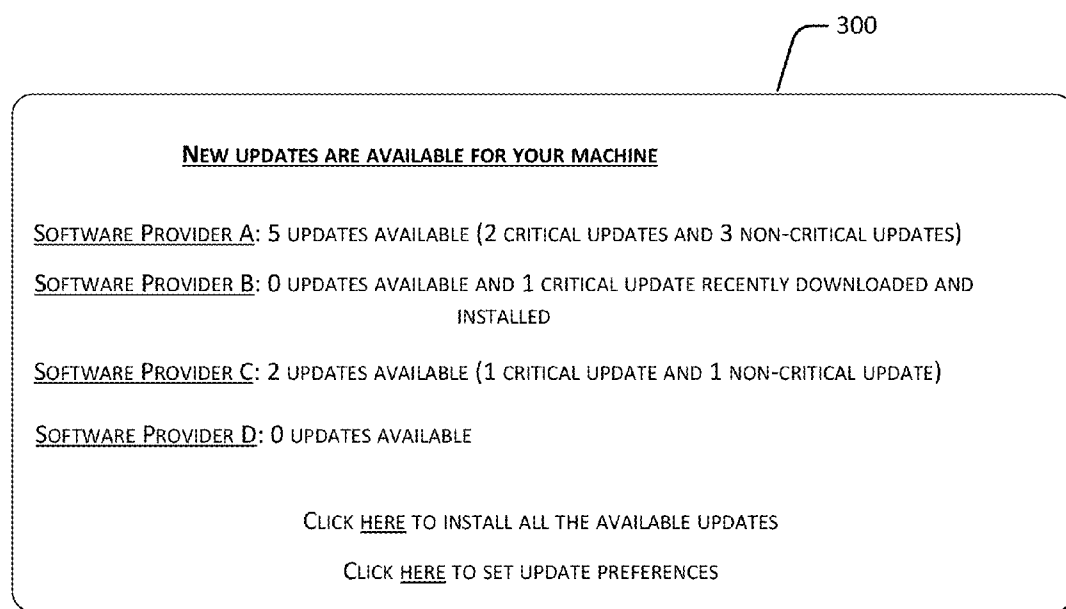 300
NEW UPDATES ARE AVAILABLE FOR YOUR MACHINE
SOFTWARE PROVIDER A: 5 UPDATES AVAILABLE (2 CRITICAL UPDATES AND 3 NON-CRITICAL UPDATES)
SOFTWARE PROVIDER B: 0 UPDATES AVAILABLE AND 1 CRITICAL UPDATE RECENTLY DOWNLOADED AND
INSTALLED
SOFTWARE PROVIDER C: 2 UPDATES AVAILABLE (1 CRITICAL UPDATE AND 1 NON-CRITICAL UPDATE)
SOFTWARE PROVIDER D: 0 UPDATES AVAILABLE
CLICK HERE TO INSTALL ALL THE AVAILABLE UPDATES
CLICK HERE TO SET UPDATE PREFERENCES